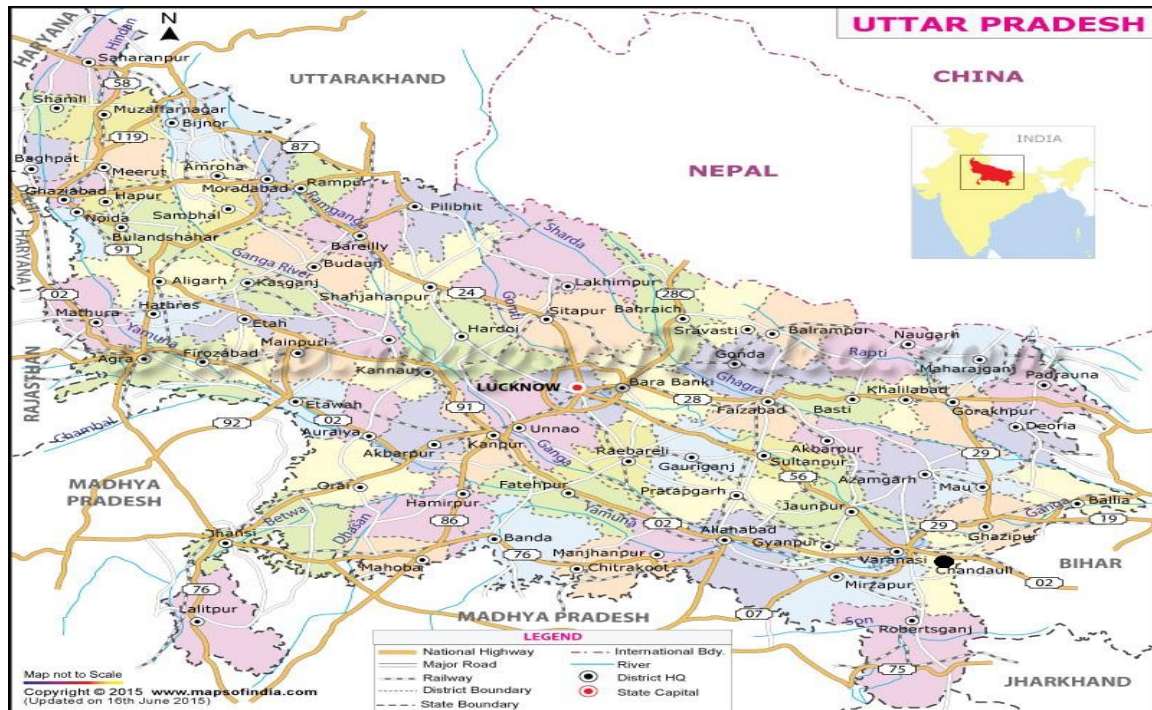 UTTAR PRADESH
N
HARYANA
Hindon
Saharanpur
UTTARAKHAND
CHINA
58
Shamli
Muzaffarnagar
Bijnor
119
INDIA
87
NEPAL
Baghpat
Meerut
Amroha
Moradabad
Rampur
Ghaziabad
Hapur
Noida
Sambhal
Ramganga
Pilibhit
Bulandshahar
HARYANA
91
Ganga River
Bareilly
Sharda
Budaun
Aligarh
Kasganj
Shahjahanpur
02
24
Gomti
Lakhimpur
28C
Mathura
Hathras
Etah
Sitapur
Bahraich
Yamuna
Mainpuri
Hardoi
Sravasti
Balrampur
Naugarh
RAJASTHAN
Agra
Firozabad
Gonda
Rapti
Maharajganj
Kannauj
LUCKNOW
Bara Banki
Ghagra
Khalilabad
Padrauna
Etawah
91
28
Faizabad
Basti
Gorakhpur
92
02
Chambal
Auraiya
Akbarpur
Kanpur
Unnao
Ganga
Raebareli
Gauriganj
Sultanpur
Akbarpur
Deoria
29
MADHYA
PRADESH
Orai
Hamirpur
Fatehpur
Pratapgarh
56
Azamgarh
Mau
Ballia
Betwa
Dhasan
86
Yamuna
02
Jaunpur
Ganga
19
Jhansi
Banda
Allahabad
Gyanpur
29
Ghazipur
76
Manjhanpur
Varanasi
BIHAR
Mahoba
Chitrakoot
Mirzapur
Chandauli
02
76
Lalitpur
MADHYA PRADESH
07
Son
Robertsganj
75
JHARKHAND
LEGEND
National Highway
International Bdy.
Major Road
River
Railway
District HQ
District Boundary
State Capital
State Boundary
Map not to Scale
Copyright © 2015 www.mapsofindia.com
(Updated on 16th June 2015)